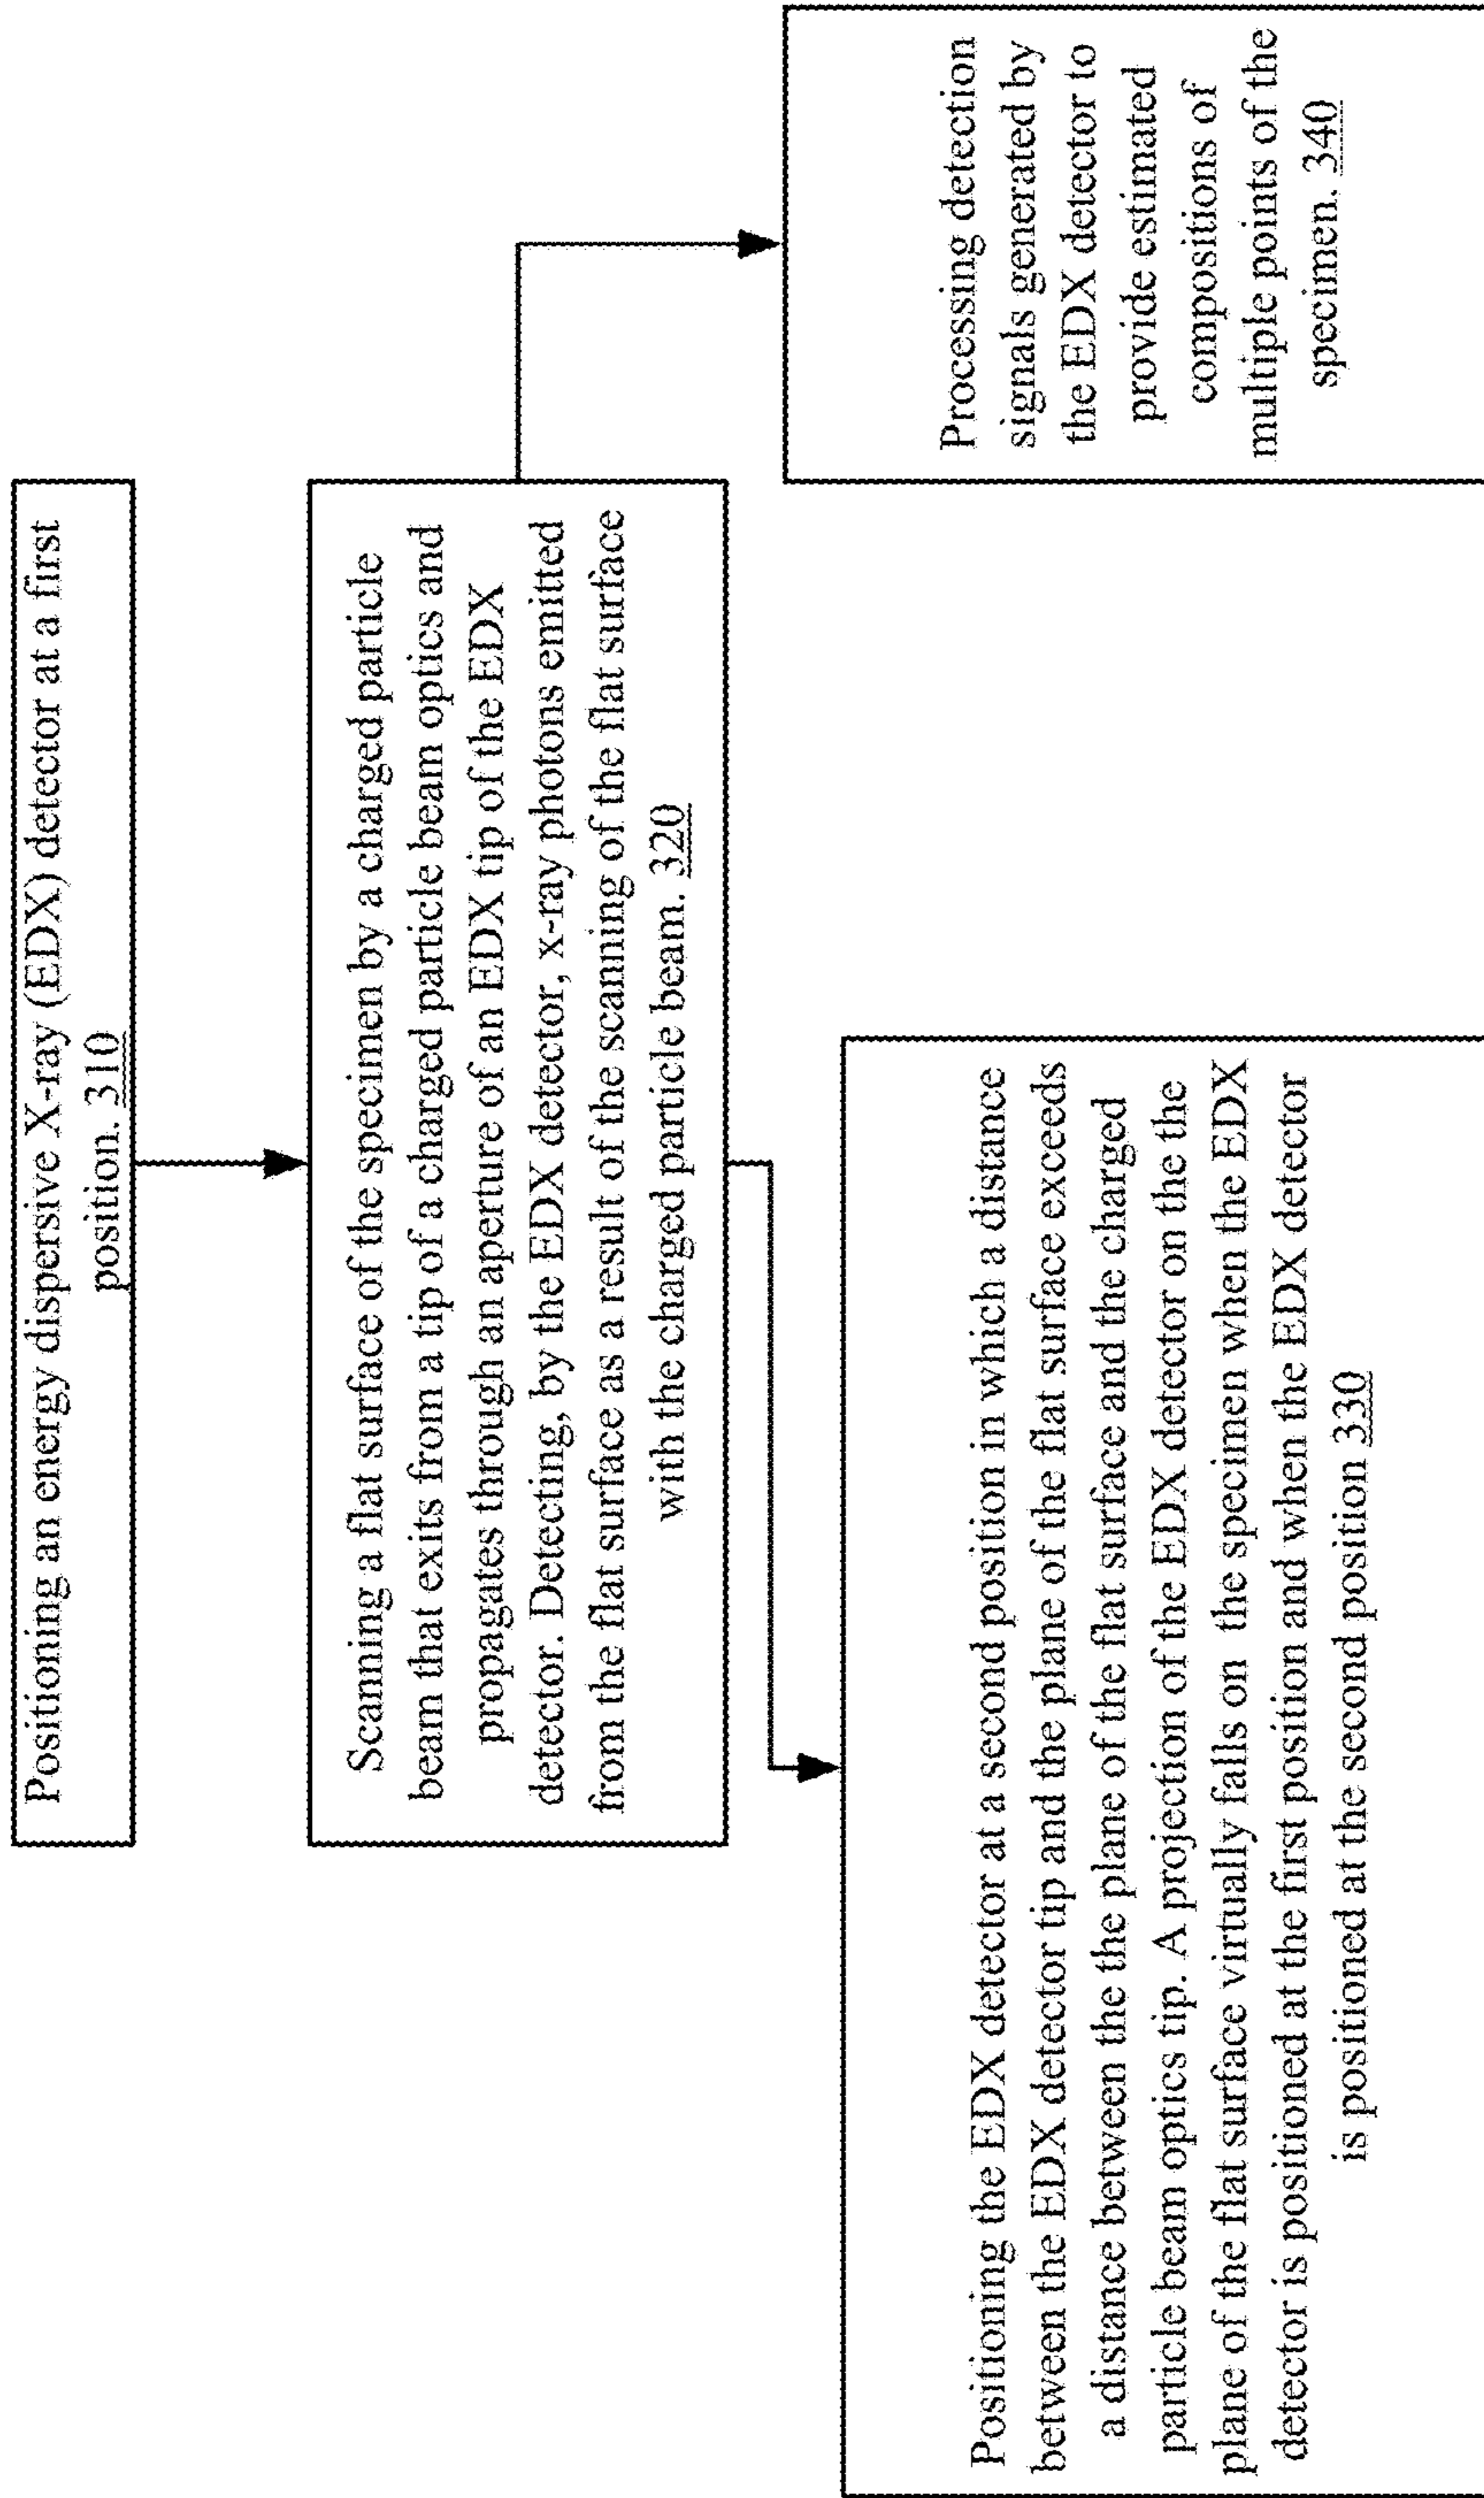 Positioning an energy dispersive X-ray (EDX) detector at a first
position. 310
Scanning a flat surface of the specimen by a charged particle
beam that exits from a tip of a charged particle beam optics and
propagates through an aperture of an EDX tip of the EDX
detector. Detecting, by the EDX detector, x-ray photons emitted
from the flat surface as a result of the scanning of the flat surface
with the charged particle beam. 320
Positioning the EDX detector at a second position in which a distance
between the EDX detector tip and the plane of the flat surface exceeds
a distance between the the plane of the flat surface and the charged
particle beam optics tip. A projection of the EDX detector on the the
plane of the flat surface virtually falls on the specimen when the EDX
detector is positioned at the first position and when the EDX detector
is positioned at the second position 330
Processing detection
signals generated by
the EDX detector to
provide estimated
compositions of
multiple points of the
specimen. 340